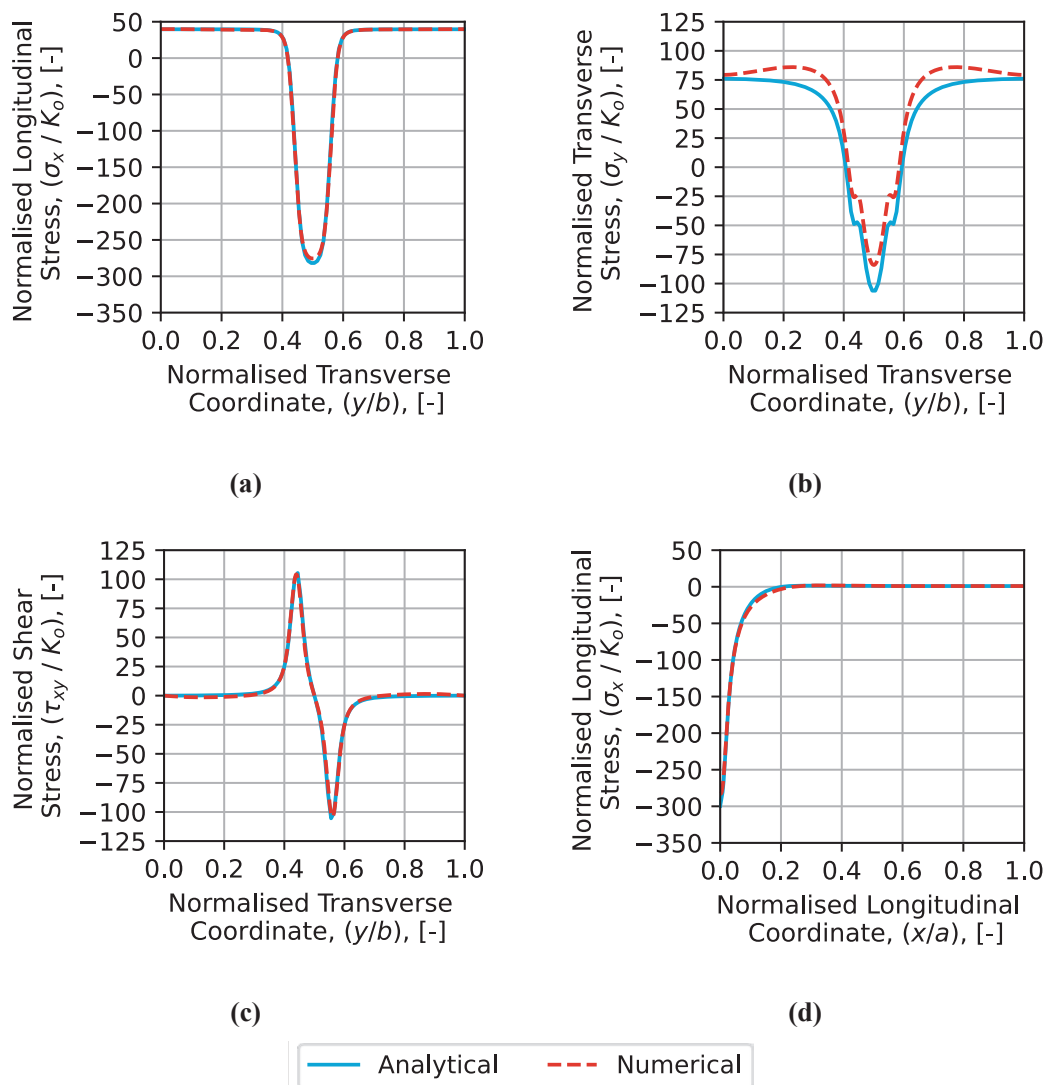 Normalised Longitudinal
Stress, (σx / Ko), [-]
50
0
−50
−100
−150
−200
−250
−300
−350
0.0 0.2 0.4 0.6 0.8 1.0
Normalised Transverse
Coordinate, (y/b), [-]
(a)
Normalised Transverse
Stress, (σy / Ko), [-]
125
100
75
50
25
0
−25
−50
−75
−100
−125
0.0 0.2 0.4 0.6 0.8 1.0
Normalised Transverse
Coordinate, (y/b), [-]
(b)
Normalised Shear
Stress, (τxy / Ko), [-]
125
100
75
50
25
0
−25
−50
−75
−100
−125
0.0 0.2 0.4 0.6 0.8 1.0
Normalised Transverse
Coordinate, (y/b), [-]
(c)
Normalised Longitudinal
Stress, (σx / Ko), [-]
50
0
−50
−100
−150
−200
−250
−300
−350
0.0 0.2 0.4 0.6 0.8 1.0
Normalised Longitudinal
Coordinate, (x/a), [-]
(d)
Analytical Numerical